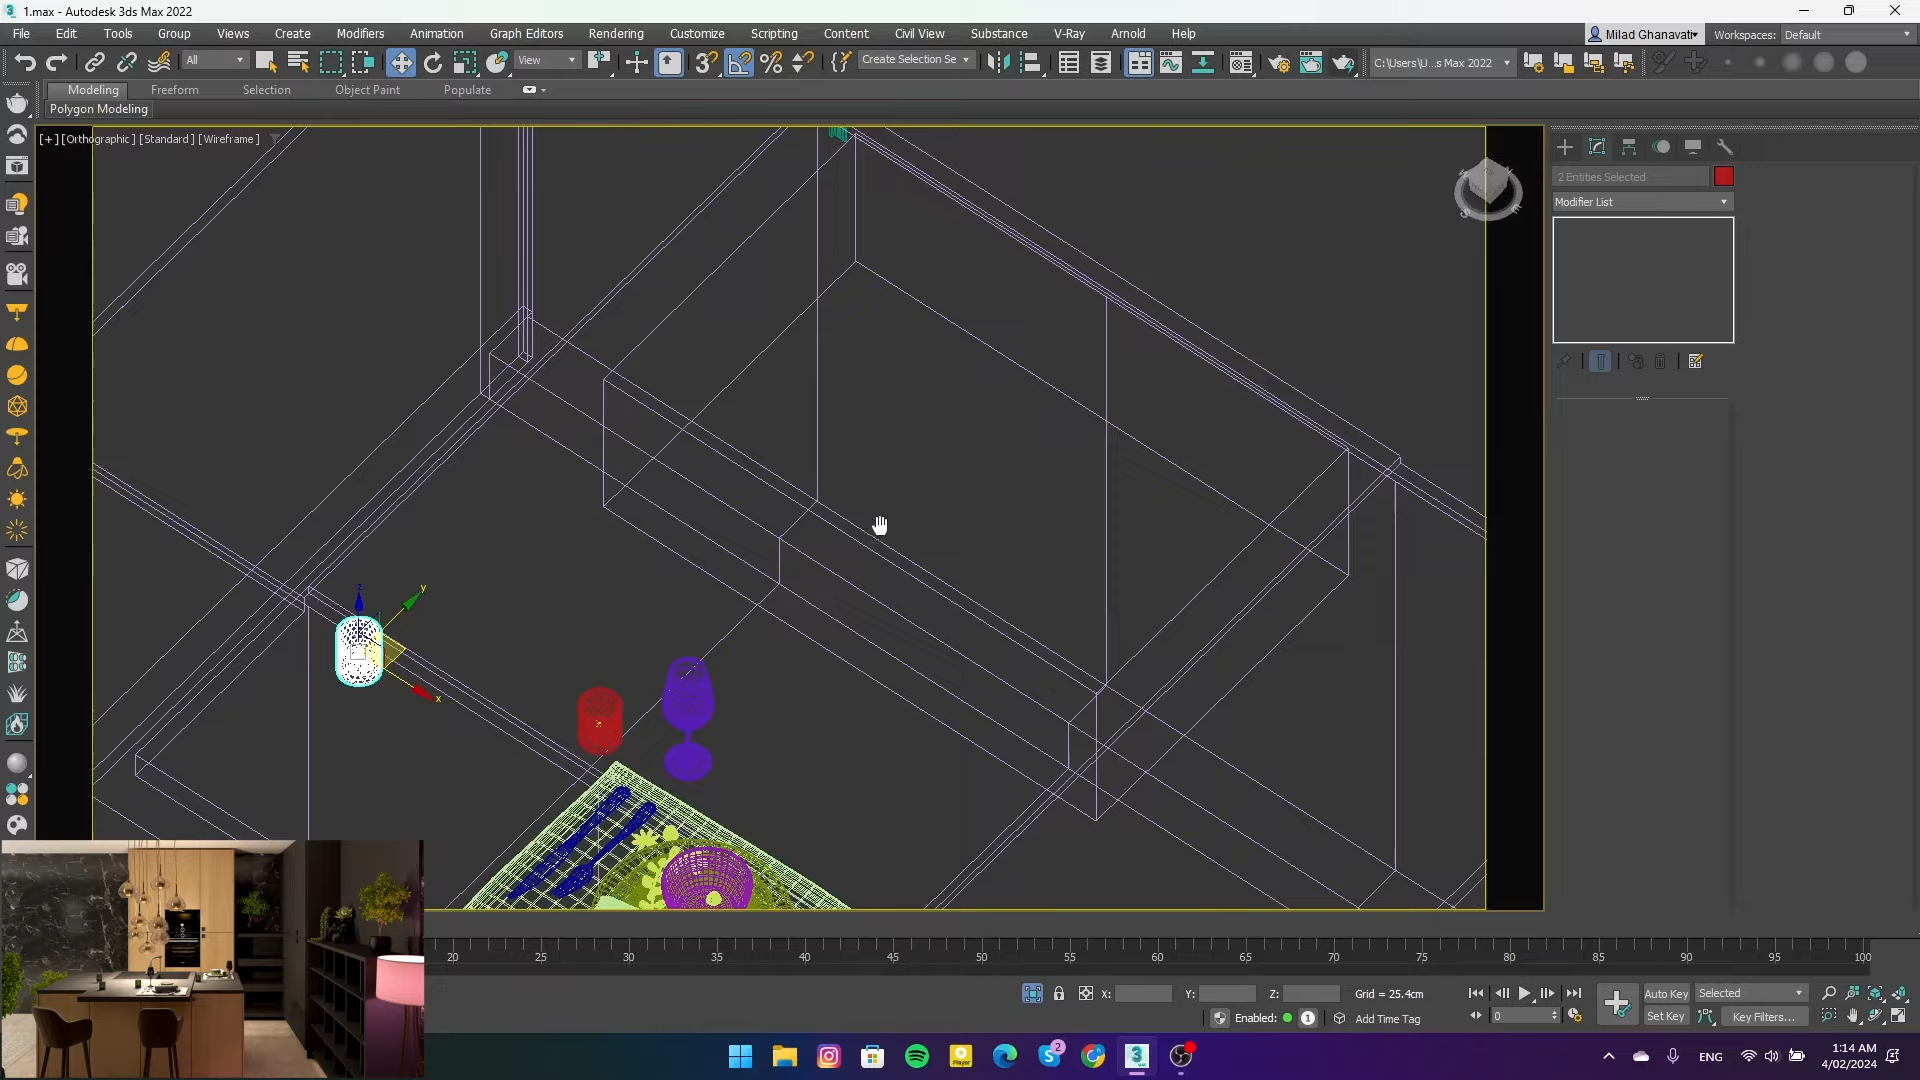 1.max - Autodesk 3ds Max 2022
File Edit Tools Group Views Create Modifiers Animation Graph Editors Rendering Customize Scripting Content Civil View Substance V-Ray Arnold Help
Milad Ghanavati
Workspaces: Default
All
View
Create Selection Se
C:\Users\U...s Max 2022
Modeling Freeform Selection Object Paint Populate
Polygon Modeling
[+] [Orthographic] [Standard] [Wireframe]
2 Entities Selected
Modifier List
z
y
x
20 25 30 35 40 45 50 55 60 65 70 75 80 85 90 95 100
X: Y: Z: Grid = 25.4cm
Auto Key Selected
Enabled: 1 Add Time Tag
0
Set Key Key Filters...
2
3
ENG
1:14 AM
4/02/2024